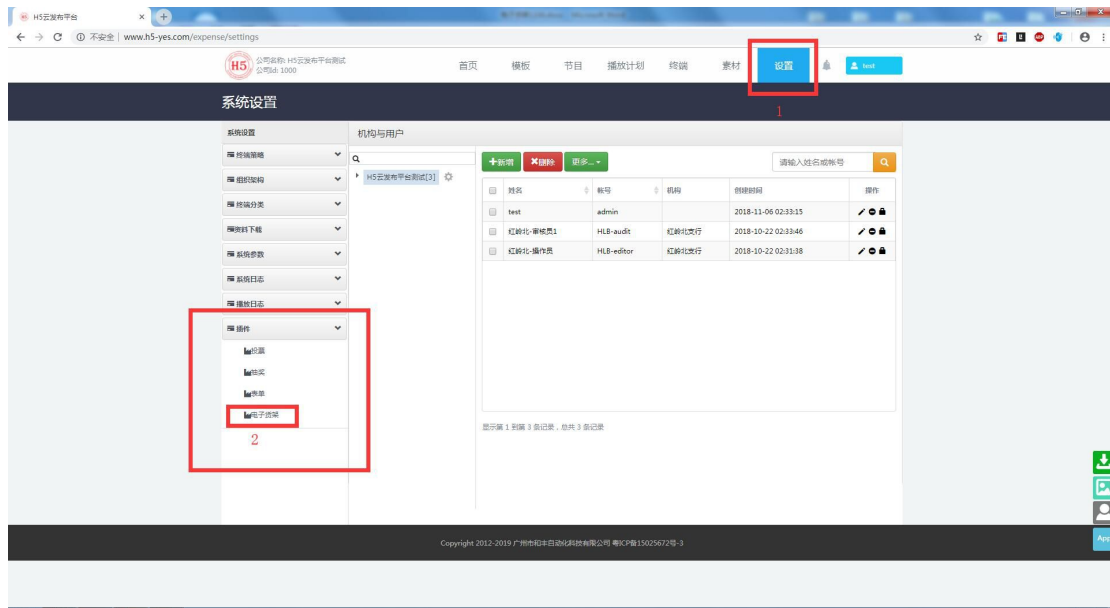 H5云发布平台
不安全 | www.h5-yes.com/expense/settings
H5
公司名称: H5云发布平台测试
公司Id: 1000
首页 模板 节目 播放计划 终端 素材 设置 test
1
系统设置
系统设置
机构与用户
终端策略
组织架构
终端分类
资料下载
系统参数
系统日志
播放日志
插件
投票
抽奖
表单
电子货架
2
H5云发布平台测试[3]
新增 删除 更多...
请输入姓名或帐号
姓名 帐号 机构 创建时间 操作
test admin 2018-11-06 02:33:15
红岭北-审核员1 HLB-audit 红岭北支行 2018-10-22 02:33:46
红岭北-操作员 HLB-editor 红岭北支行 2018-10-22 02:31:38
显示第 1 到第 3 条记录，总共 3 条记录
App
Copyright 2012-2019 广州市和丰自动化科技有限公司 粤ICP备15025672号-3